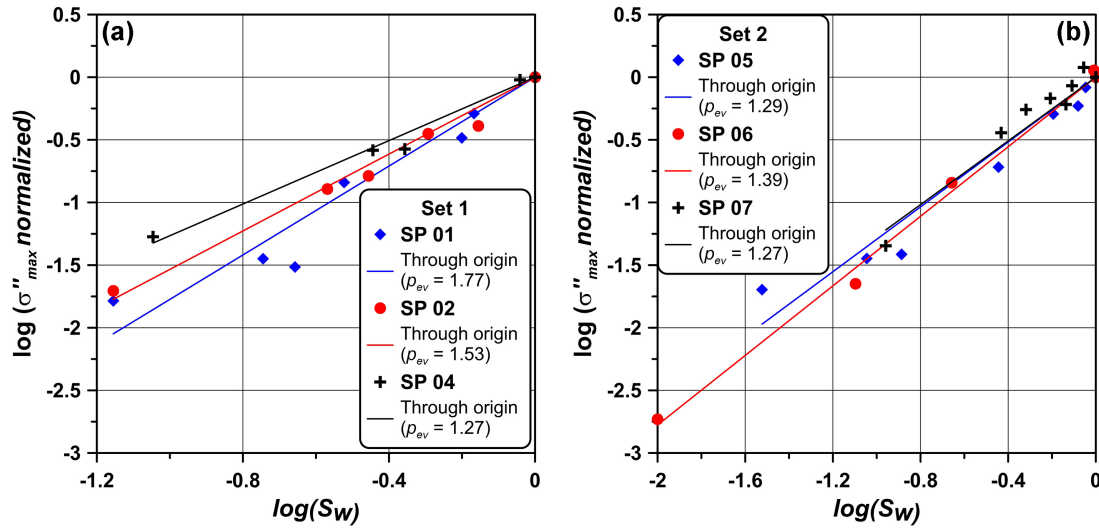 (a)
0.5
0
-0.5
-1
-1.5
-2
-2.5
-3
-1.2
-0.8
-0.4
0
log (σ''max normalized)
log(Sw)
Set 1
SP 01
Through origin
(pev = 1.77)
SP 02
Through origin
(pev = 1.53)
SP 04
Through origin
(pev = 1.27)
(b)
0.5
0
-0.5
-1
-1.5
-2
-2.5
-3
-2
-1.6
-1.2
-0.8
-0.4
0
log (σ''max normalized)
log(Sw)
Set 2
SP 05
Through origin
(pev = 1.29)
SP 06
Through origin
(pev = 1.39)
SP 07
Through origin
(pev = 1.27)